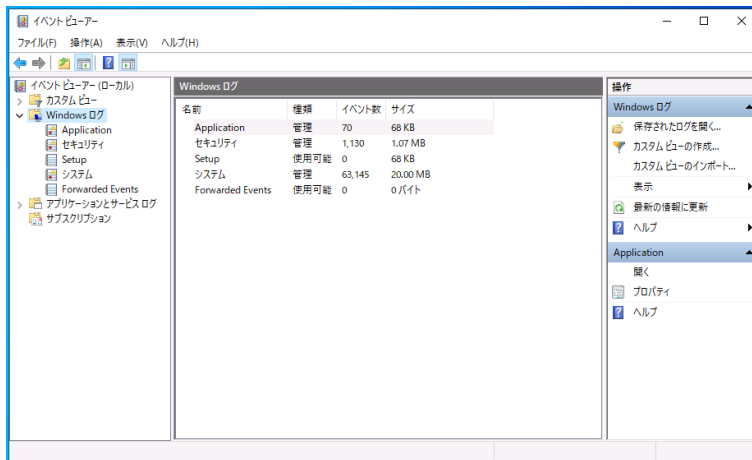 イベント ビューアー
ファイル(F) 操作(A) 表示(V) ヘルプ(H)
イベント ビューアー (ローカル)
カスタム ビュー
Windows ログ
Application
セキュリティ
Setup
システム
Forwarded Events
アプリケーションとサービス ログ
サブスクリプション
Windows ログ
名前 種類 イベント数 サイズ
Application 管理 70 68 KB
セキュリティ 管理 1,130 1.07 MB
Setup 使用可能 0 68 KB
システム 管理 63,145 20.00 MB
Forwarded Events 使用可能 0 0 バイト
操作
Windows ログ
保存されたログを開く...
カスタム ビューの作成...
カスタム ビューのインポート...
表示
最新の情報に更新
ヘルプ
Application
開く
プロパティ
ヘルプ